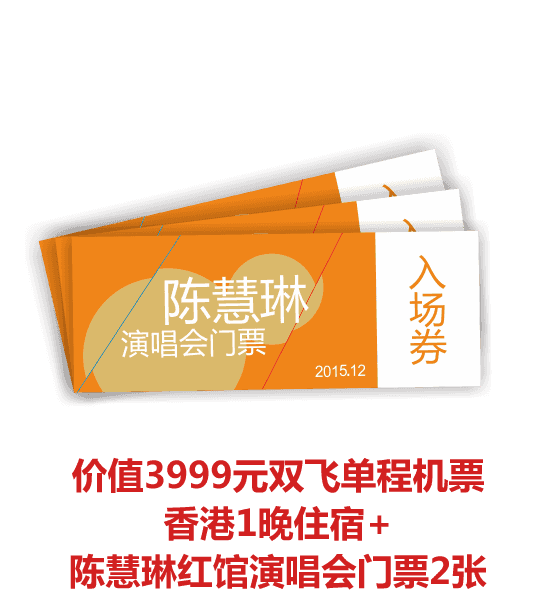 陈慧琳
演唱会门票
2015.12
入场券
价值3999元双飞单程机票
香港1晚住宿+
陈慧琳红馆演唱会门票2张